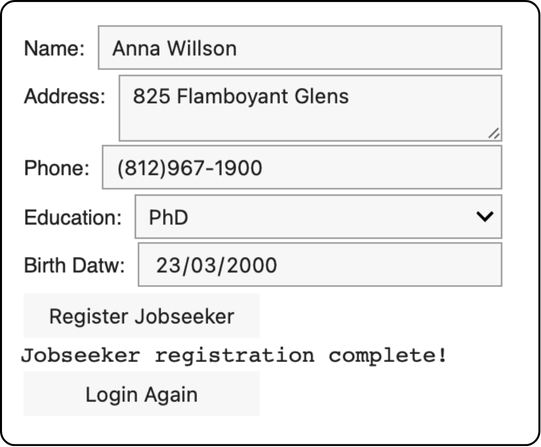 Name: Anna Willson
Address: 825 Flamboyant Glens
Phone: (812)967-1900
Education: PhD
Birth Datw: 23/03/2000
Register Jobseeker
Jobseeker registration complete!
Login Again